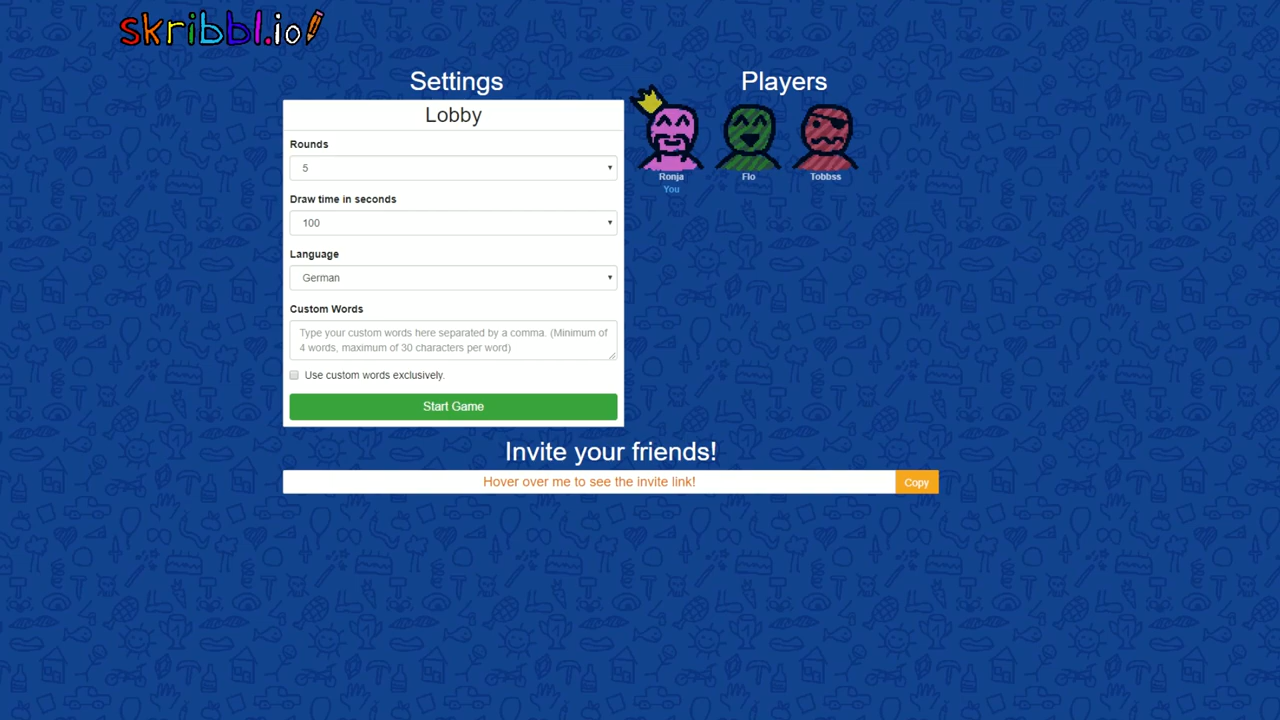 skribbl.io
Settings
Players
Lobby
Rounds
5
Draw time in seconds
100
Language
German
Custom Words
Type your custom words here separated by a comma. (Minimum of
4 words, maximum of 30 characters per word)
Use custom words exclusively.
Start Game
Ronja
You
Flo
Tobbss
Invite your friends!
Hover over me to see the invite link!
Copy